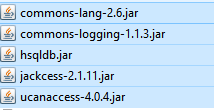 commons-lang-2.6.jar
commons-logging-1.1.3.jar
hsqldb.jar
jackcess-2.1.11.jar
ucanaccess-4.0.4.jar